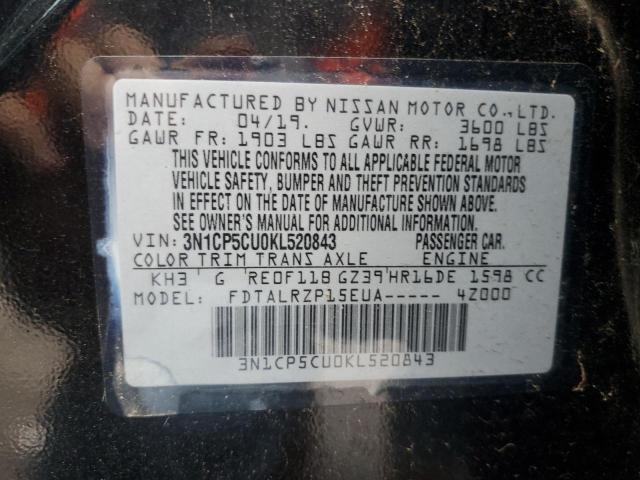 MANUFACTURED BY NISSAN MOTOR CO.,LTD.
DATE: 04/19. GVWR: 3600 LBS
GAWR FR: 1903 LBS GAWR RR: 1698 LBS
THIS VEHICLE CONFORMS TO ALL APPLICABLE FEDERAL MOTOR
VEHICLE SAFETY, BUMPER AND THEFT PREVENTION STANDARDS
IN EFFECT ON THE DATE OF MANUFACTURE SHOWN ABOVE.
SEE OWNER'S MANUAL FOR ADDITIONAL INFORMATION.
VIN: 3N1CP5CU0KL520843 PASSENGER CAR.
COLOR TRIM TRANS AXLE ENGINE
KH3 G RE0F11B GZ39 HR16DE 1598 CC
MODEL: FDTALRZP15EUA----- 4Z000
3N1CP5CU0KL520843